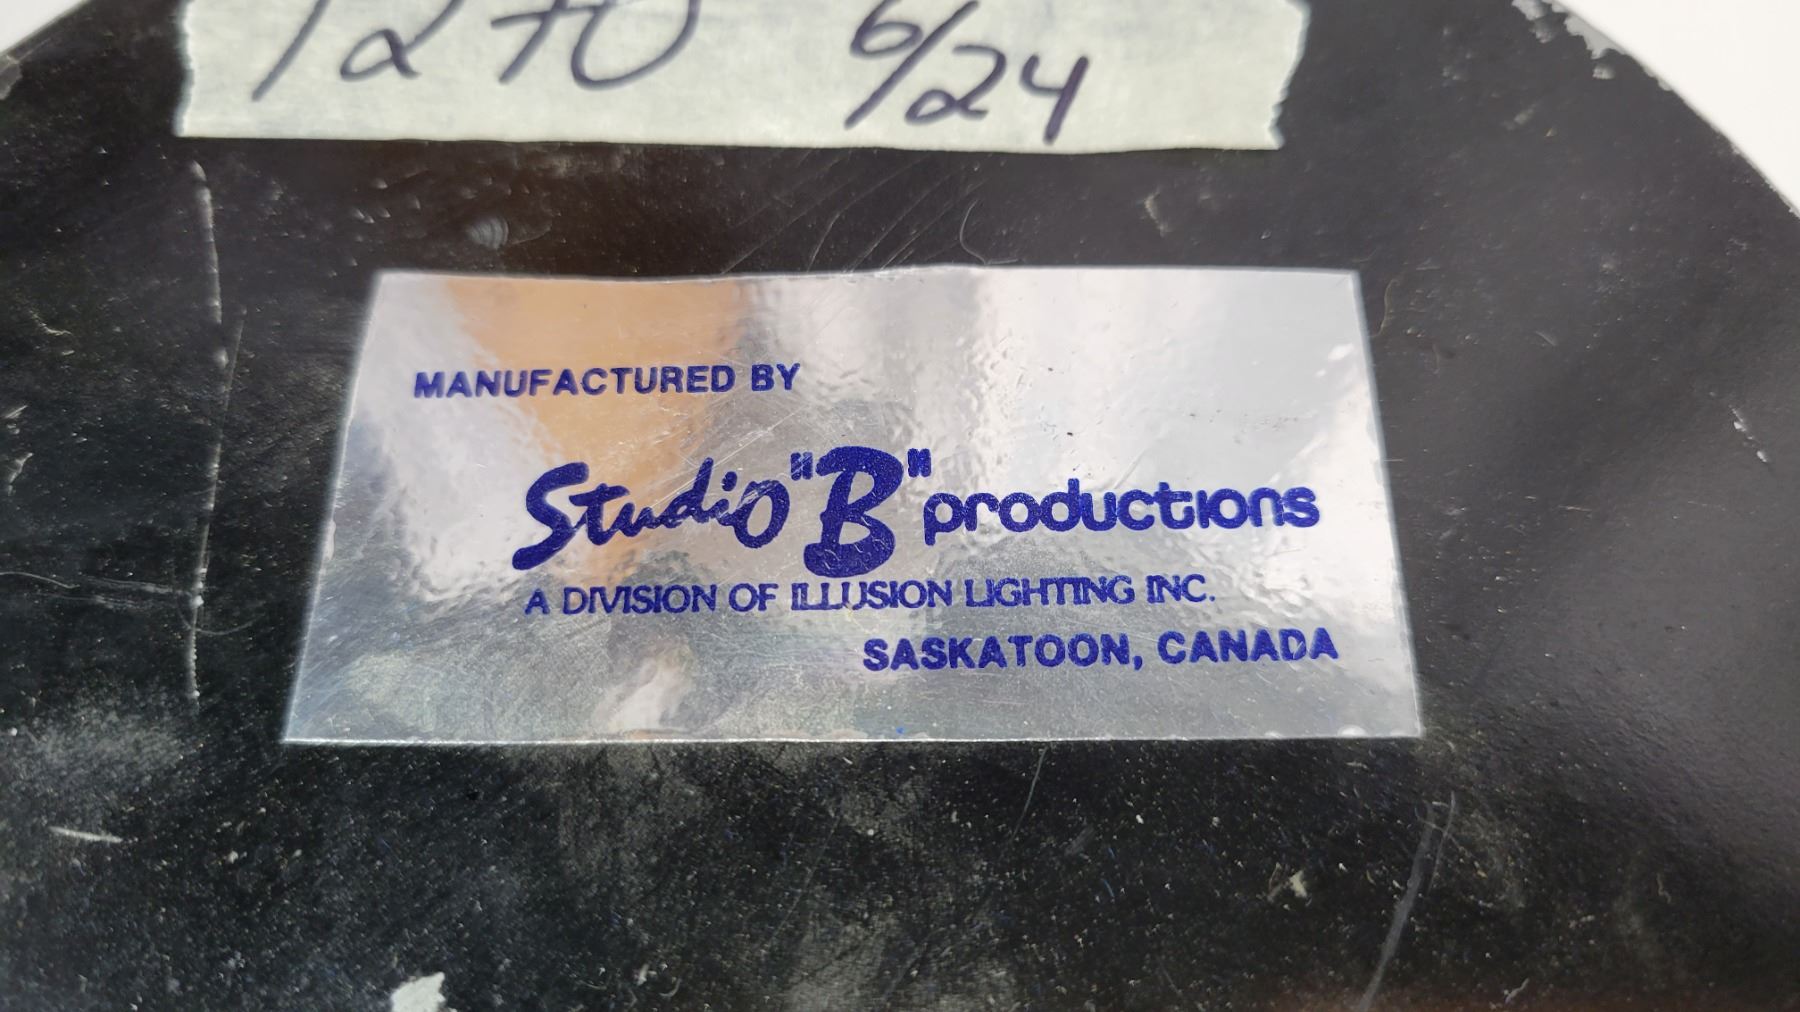 1270 6/24
MANUFACTURED BY
Studio "B" productions
A DIVISION OF ILLUSION LIGHTING INC.
SASKATOON, CANADA